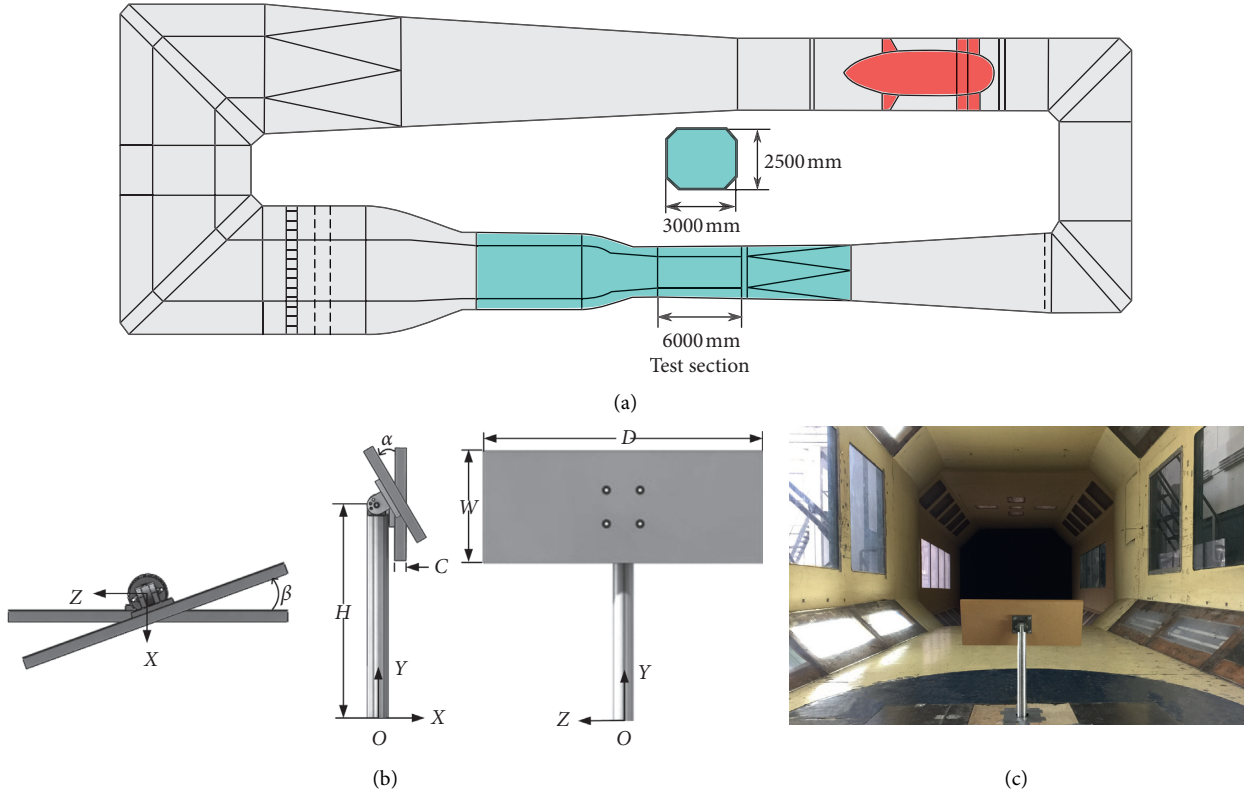 2500 mm
3000 mm
6000 mm
Test section
(a)
α
D
W
C
H
β
Z
X
Y
Y
X
Z
O
O
(b)
(c)